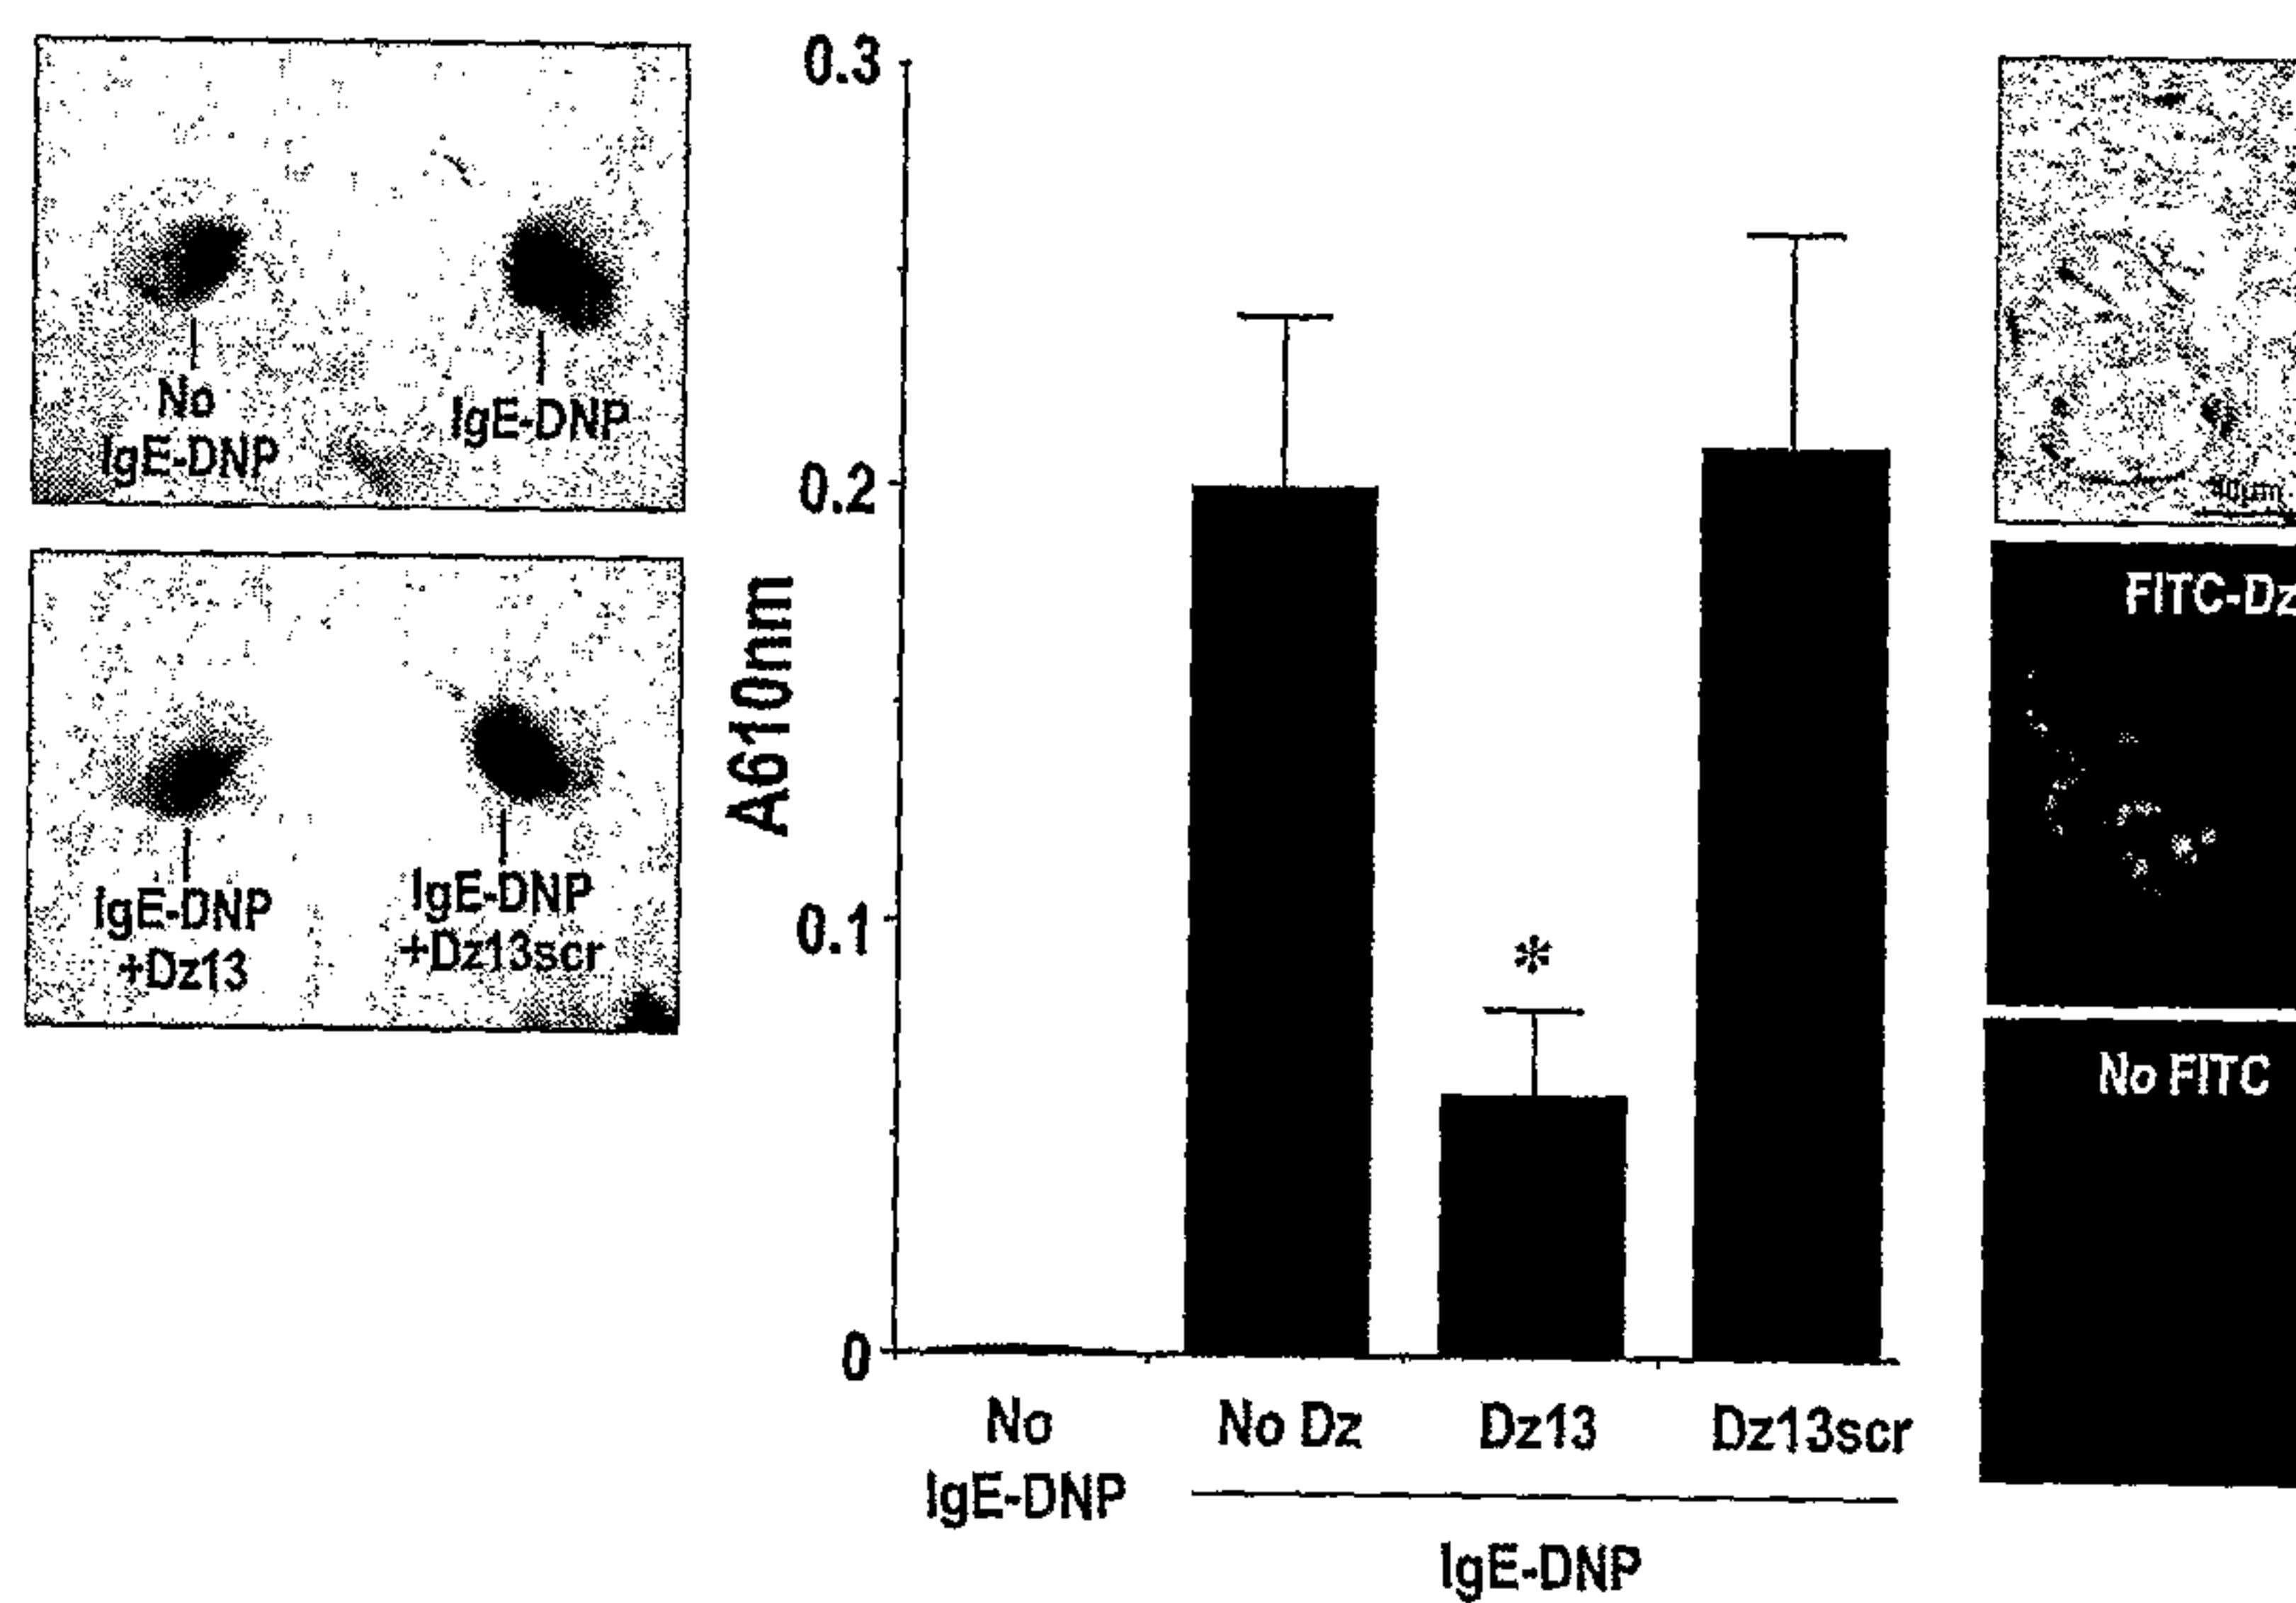 No
IgE-DNP
IgE-DNP
IgE-DNP
+Dz13
IgE-DNP
+Dz13scr
A610nm
0.3
0.2
0.1
0
*
No
IgE-DNP
No Dz
Dz13
Dz13scr
IgE-DNP
FITC-Dz
No FITC